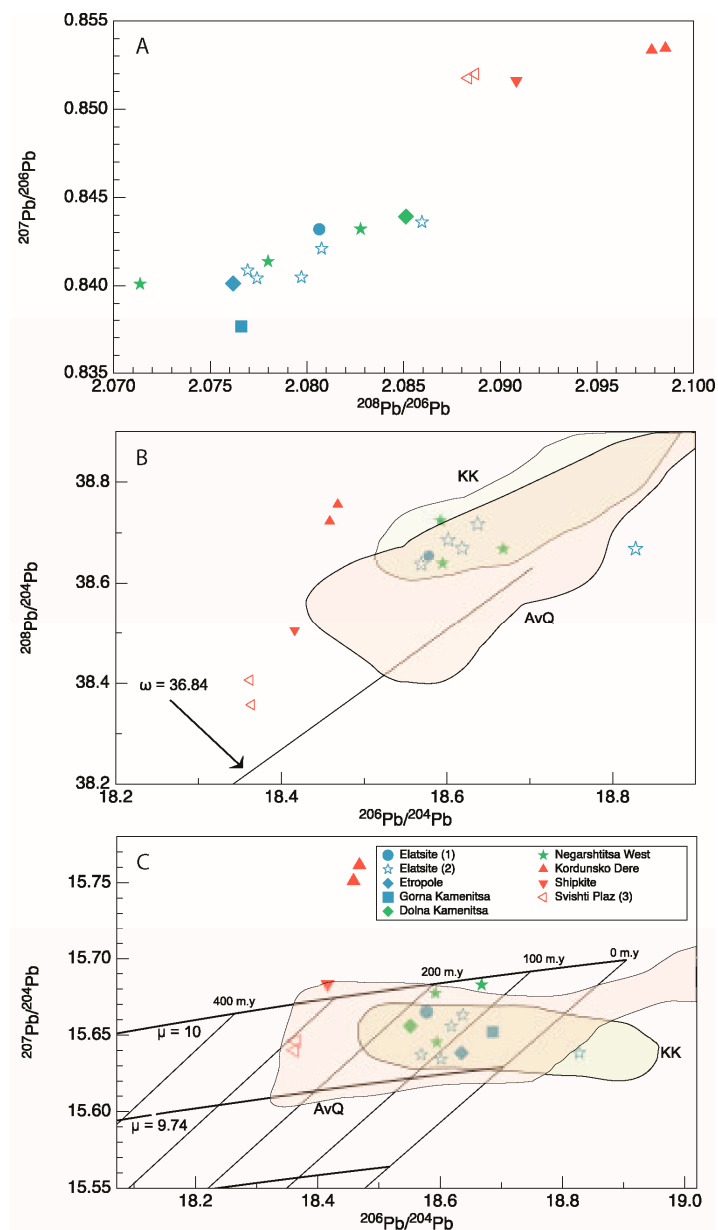 A
0.855
0.850
0.845
0.840
0.835
207Pb/206Pb
2.070 2.075 2.080 2.085 2.090 2.095 2.100
208Pb/206Pb
B
KK
38.8
38.6
38.4
38.2
208Pb/204Pb
AvQ
ω = 36.84
18.2 18.4 18.6 18.8
206Pb/204Pb
C
Elatsite (1)
Elatsite (2)
Etropole
Gorna Kamenitsa
Dolna Kamenitsa
Negarshtitsa West
Kordunsko Dere
Shipkite
Svishti Plaz (3)
15.75
15.70
15.65
15.60
15.55
207Pb/204Pb
400 m.y
200 m.y
100 m.y
0 m.y
μ = 10
μ = 9.74
AvQ
KK
18.2 18.4 18.6 18.8 19.0
206Pb/204Pb